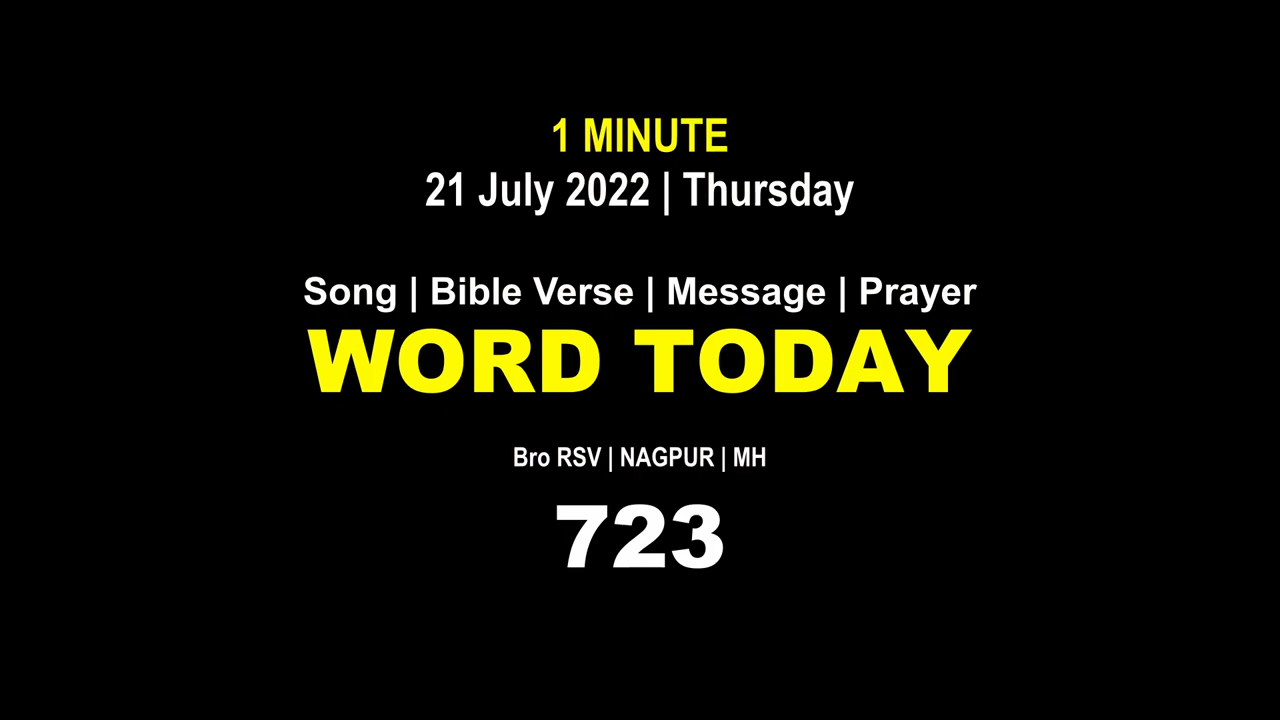 1 MINUTE
21 July 2022 | Thursday
Song | Bible Verse | Message | Prayer
WORD TODAY
Bro RSV | NAGPUR | MH
723